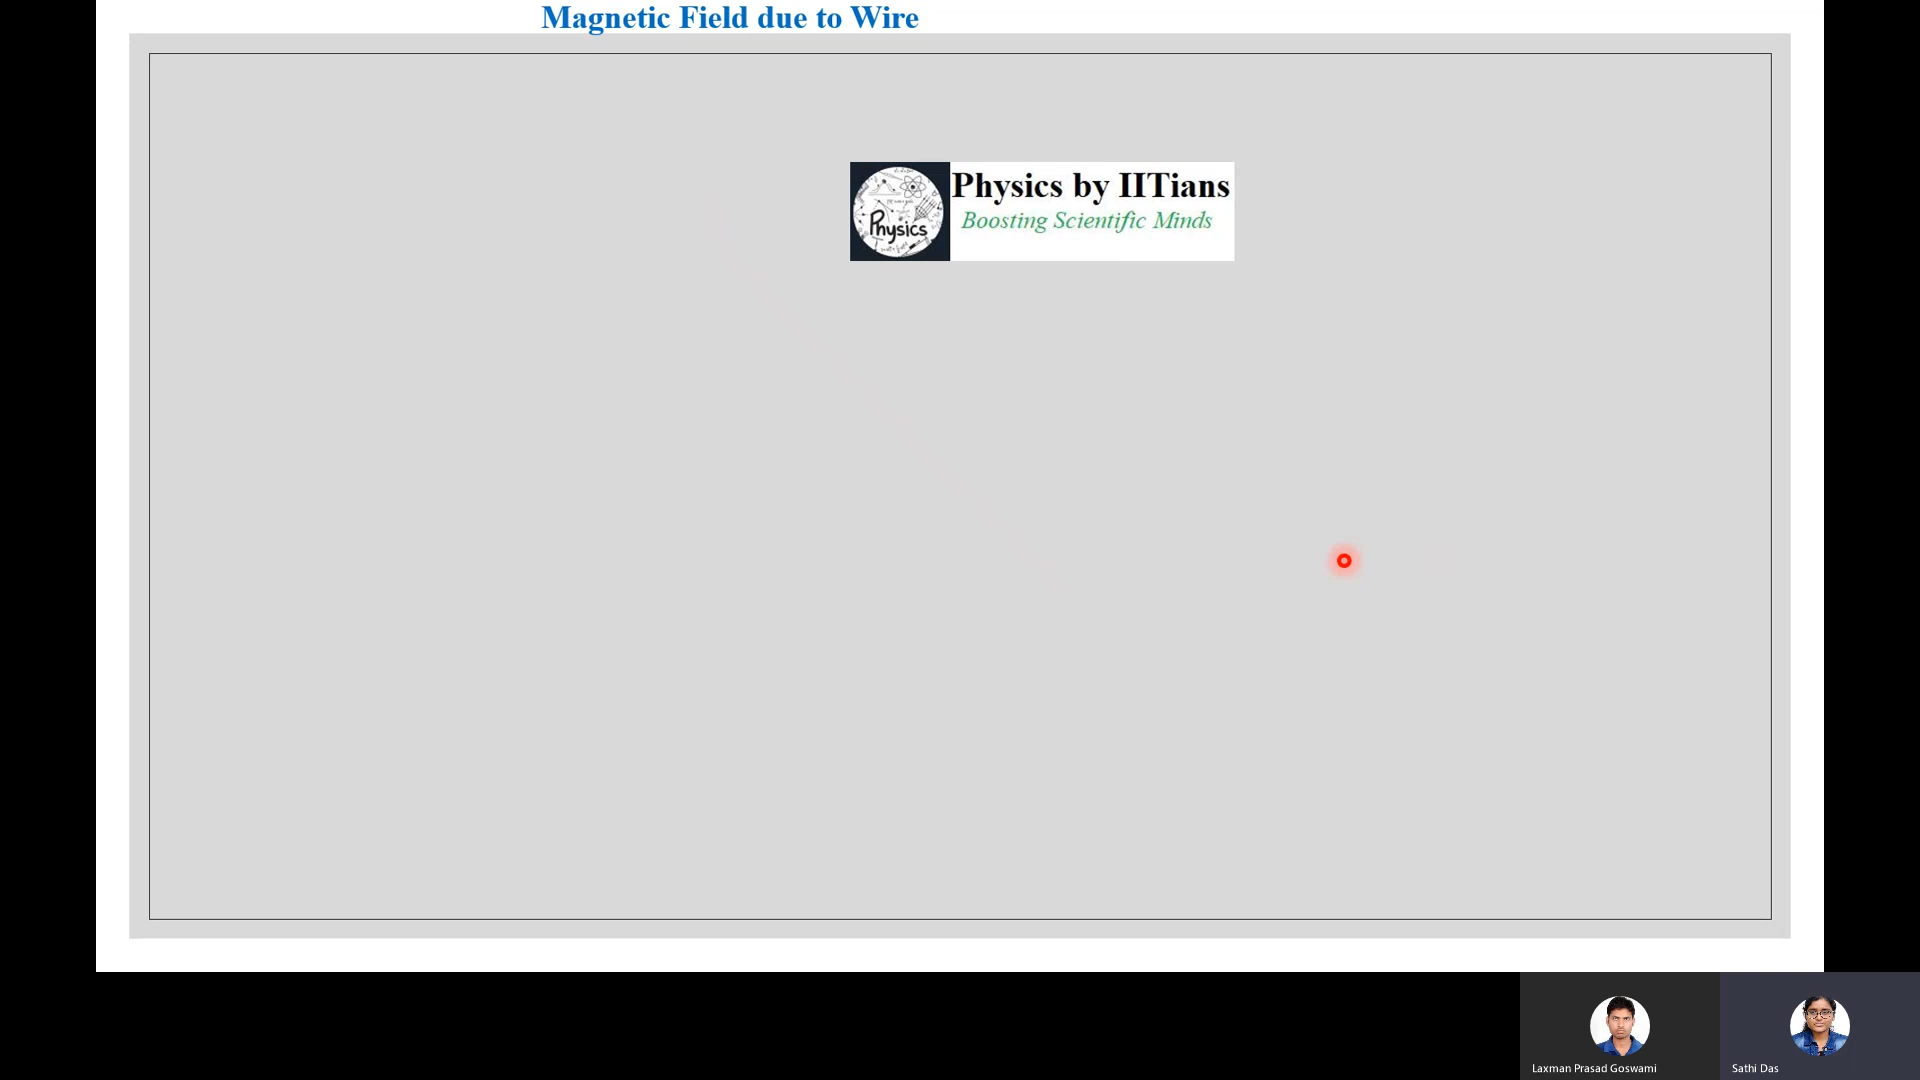 Magnetic Field due to Wire
Physics by IITians
Boosting Scientific Minds
Physics
Laxman Prasad Goswami
Sathi Das